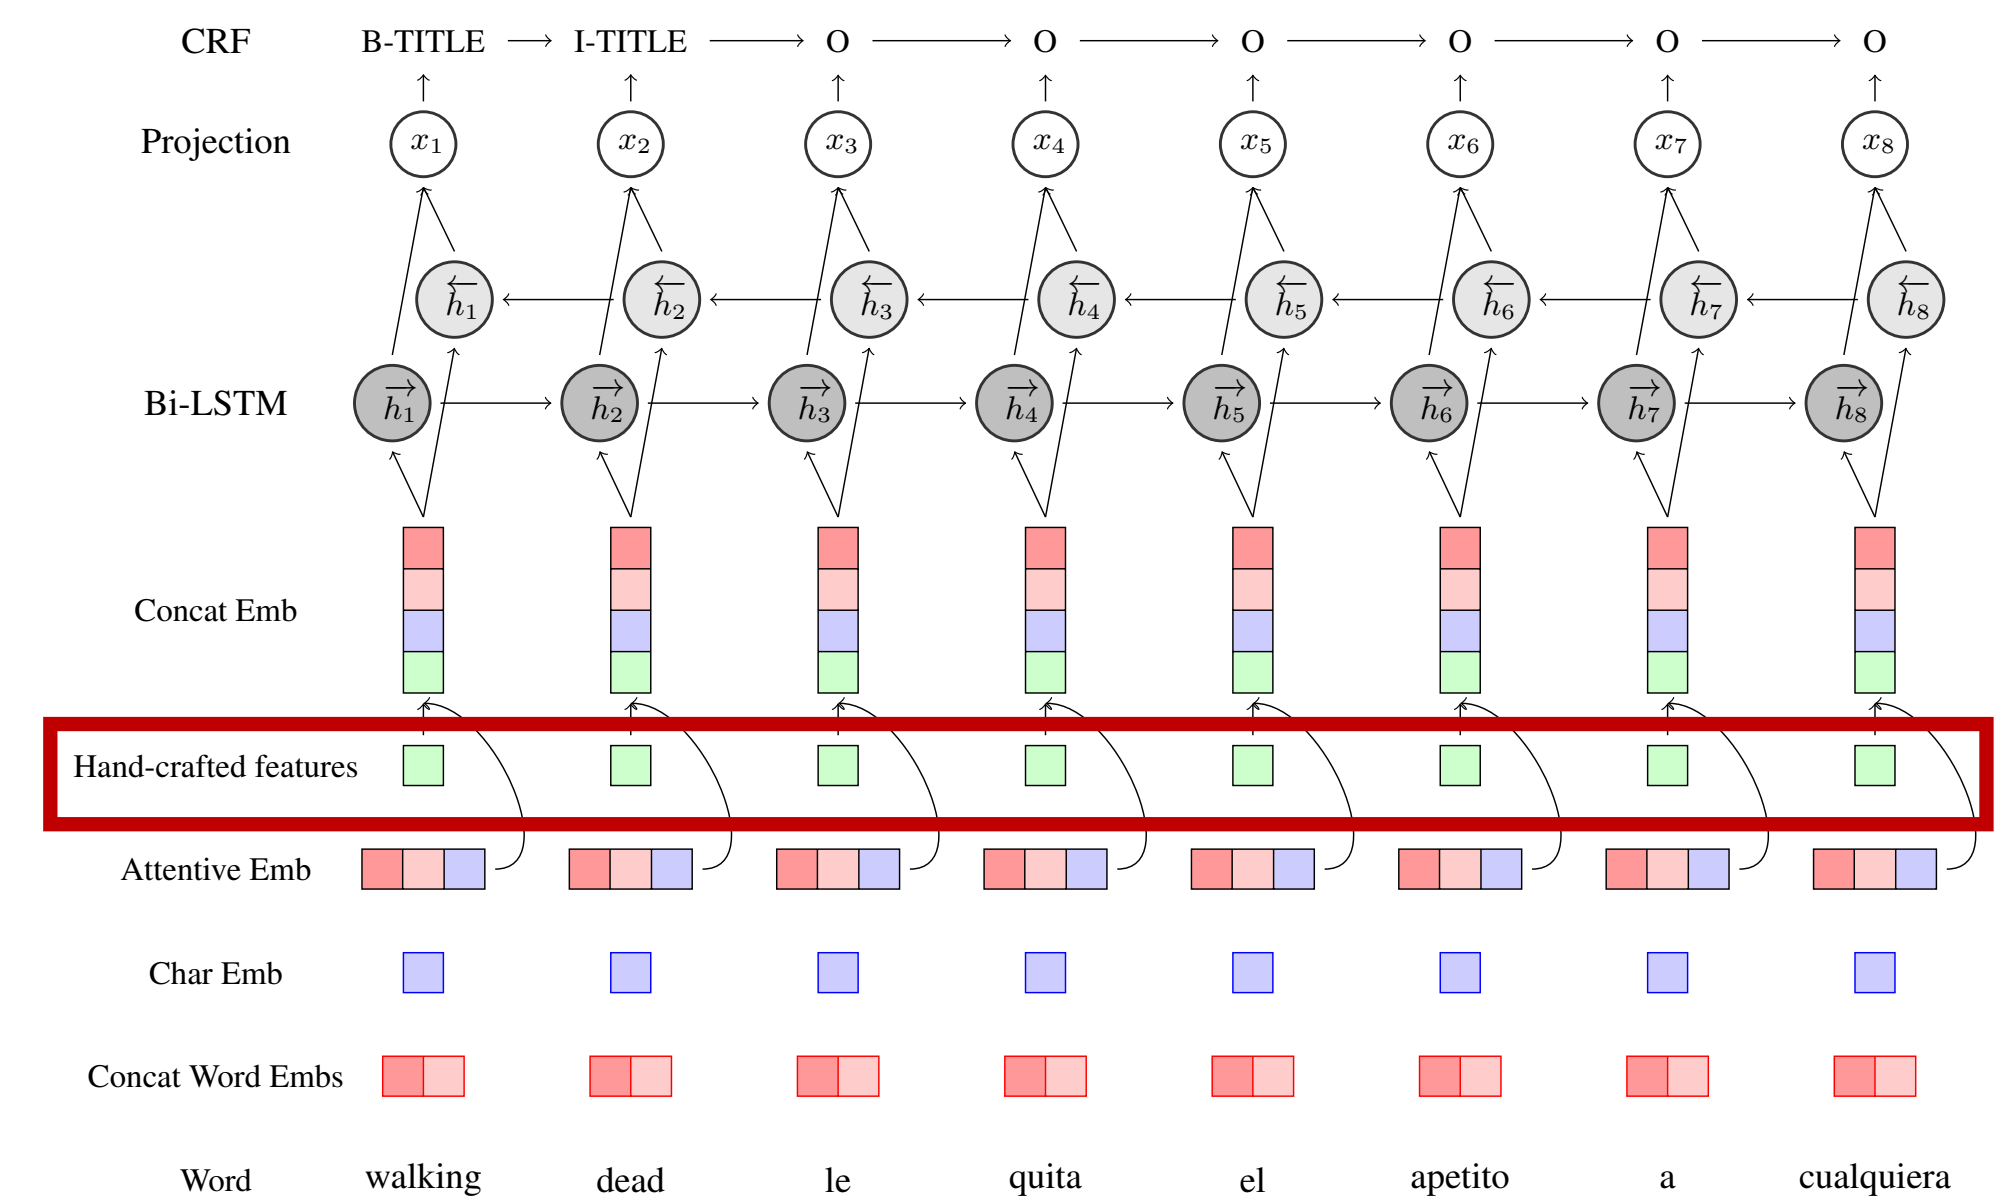 CRF B-TITLE I-TITLE O O O O O O
Projection x1 x2 x3 x4 x5 x6 x7 x8
←h1 ←h2 ←h3 ←h4 ←h5 ←h6 ←h7 ←h8
Bi-LSTM →h1 →h2 →h3 →h4 →h5 →h6 →h7 →h8
Concat Emb
Hand-crafted features
Attentive Emb
Char Emb
Concat Word Embs
Word walking dead le quita el apetito a cualquiera